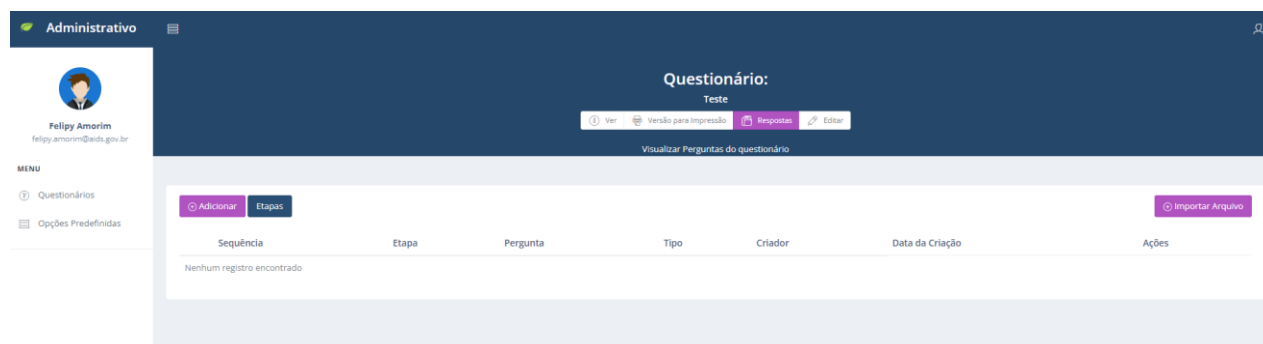 Administrativo
Felipy Amorim
felipy.amorim@aids.gov.br
MENU
Questionários
Opções Predefinidas
Questionário:
Teste
Ver Versão para Impressão Respostas Editar
Visualizar Perguntas do questionário
Adicionar Etapas Importar Arquivo
Sequência Etapa Pergunta Tipo Criador Data da Criação Ações
Nenhum registro encontrado